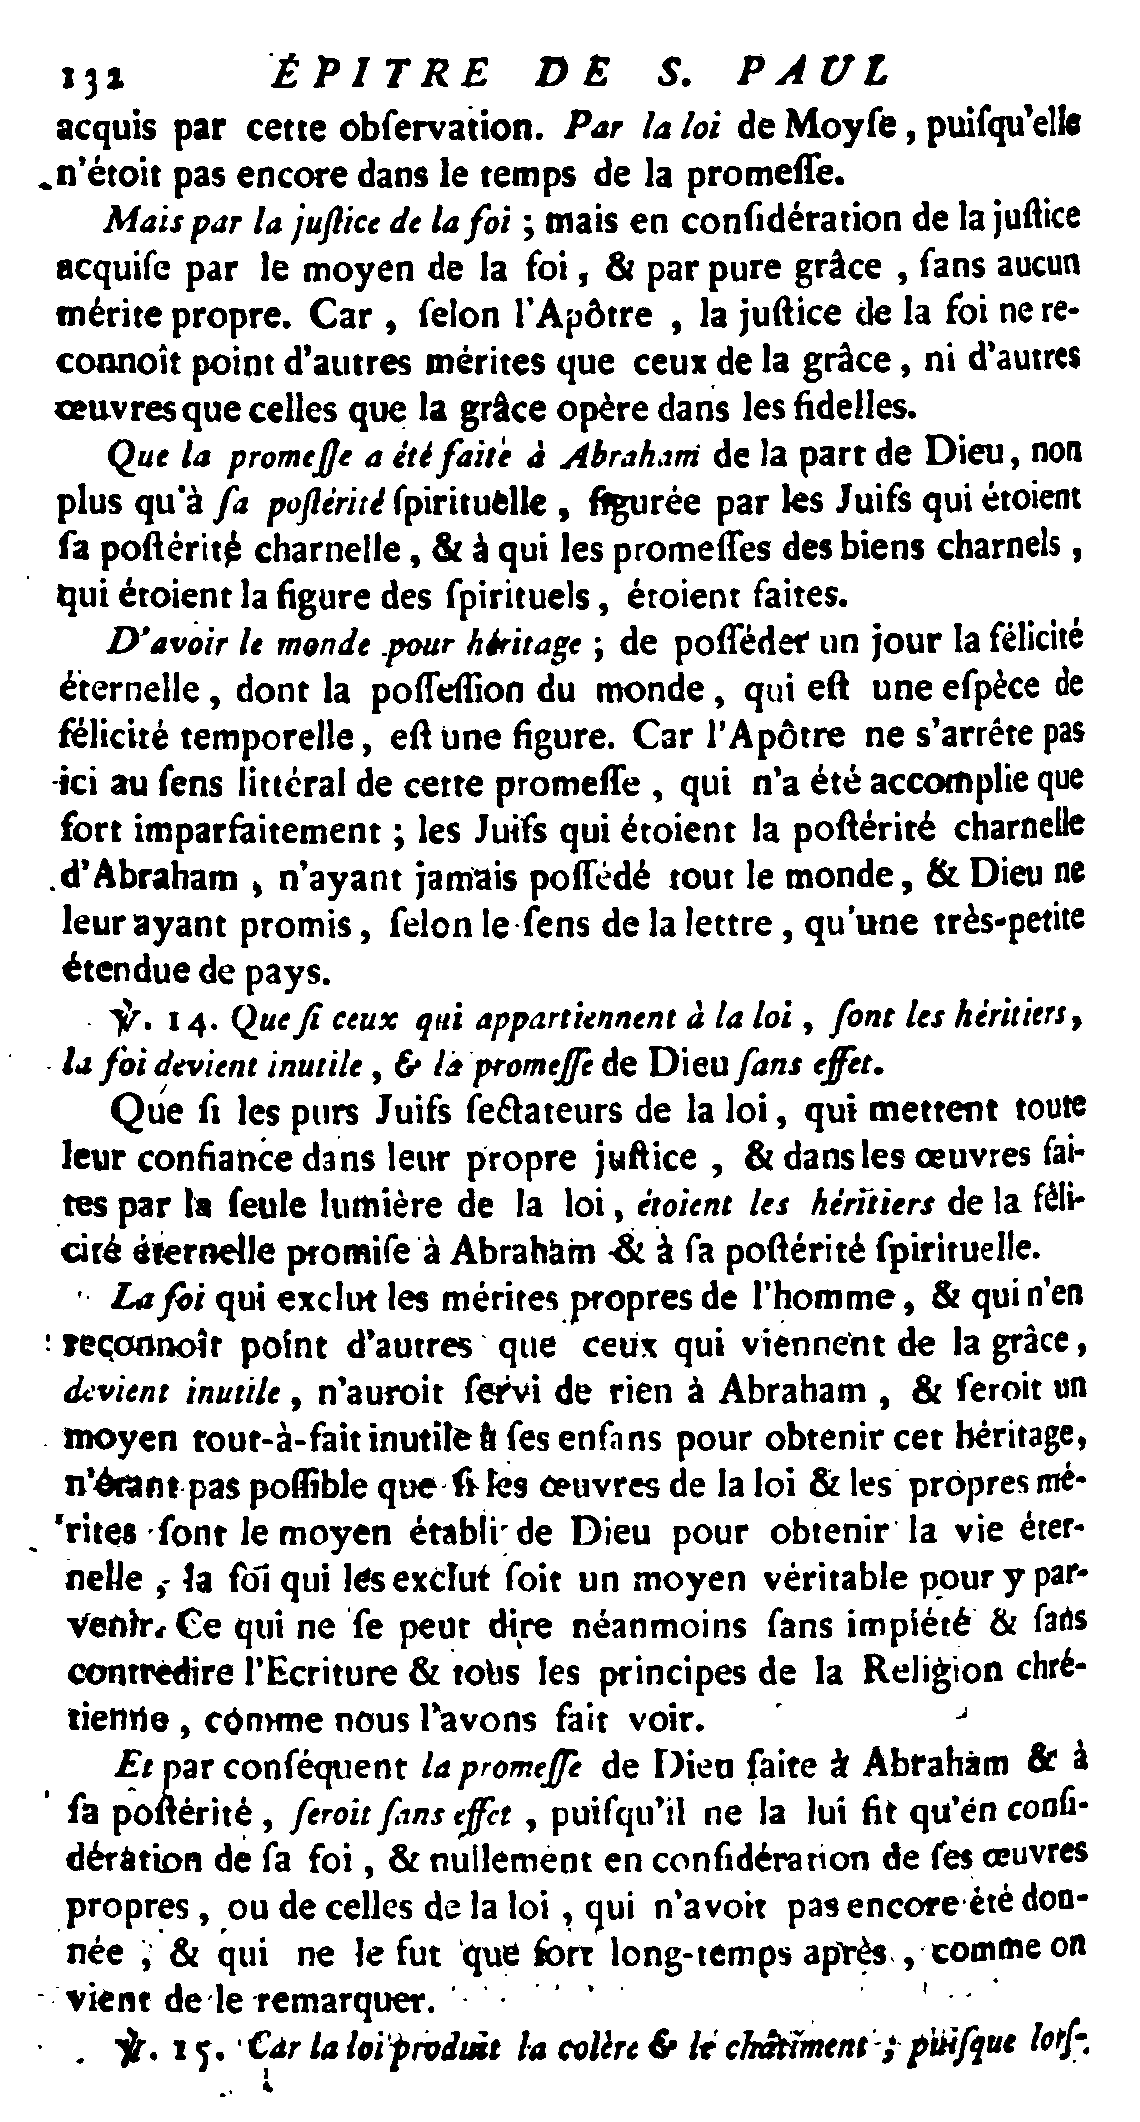 132 ÉPITRE DE S. PAUL
acquis par cette obſervation. Par la loi de Moyſe, puiſqu'elle
n'étoit pas encore dans le temps de la promeſſe.
Mais par la juſtice de la foi ; mais en conſidération de la juſtice
acquiſe par le moyen de la foi, & par pure grâce, ſans aucun
mérite propre. Car, ſelon l'Apôtre, la juſtice de la foi ne re-
connoît point d'autres mérites que ceux de la grâce, ni d'autres
œuvres que celles que la grâce opère dans les fidelles.
Que la promeſſe a été faite à Abraham de la part de Dieu, non
plus qu'à ſa poſtérité ſpirituelle, figurée par les Juifs qui étoient
ſa poſtérité charnelle, & à qui les promeſſes des biens charnels,
qui étoient la figure des ſpirituels, étoient faites.
D'avoir le monde pour héritage ; de poſſéder un jour la félicité
éternelle, dont la poſſeſſion du monde, qui eſt une eſpèce de
félicité temporelle, eſt une figure. Car l'Apôtre ne s'arrête pas
ici au ſens littéral de cette promeſſe, qui n'a été accomplie que
fort imparfaitement ; les Juifs qui étoient la poſtérité charnelle
d'Abraham, n'ayant jamais poſſédé tout le monde, & Dieu ne
leur ayant promis, ſelon le ſens de la lettre, qu'une très-petite
étendue de pays.
℣. 14. Que ſi ceux qui appartiennent à la loi, ſont les héritiers,
la foi devient inutile, & la promeſſe de Dieu ſans effet.
Que ſi les purs Juifs ſectateurs de la loi, qui mettent toute
leur confiance dans leur propre juſtice, & dans les œuvres fai-
tes par la ſeule lumière de la loi, étoient les héritiers de la féli-
cité éternelle promiſe à Abraham & à ſa poſtérité ſpirituelle.
La foi qui exclut les mérites propres de l'homme, & qui n'en
reçonnoît point d'autres que ceux qui viennent de la grâce,
devient inutile, n'auroit ſervi de rien à Abraham, & ſeroit un
moyen tout-à-fait inutile à ſes enfans pour obtenir cet héritage,
n'étant pas poſſible que ſi les œuvres de la loi & les propres mé-
rites ſont le moyen établi de Dieu pour obtenir la vie éter-
nelle, la foi qui les exclut ſoit un moyen véritable pour y par-
venir. Ce qui ne ſe peut dire néanmoins ſans impiété & ſans
contredire l'Ecriture & tous les principes de la Religion chré-
tienne, comme nous l'avons fait voir.
Et par conſéquent la promeſſe de Dieu faite à Abraham & à
ſa poſtérité, ſeroit ſans effet, puiſqu'il ne la lui fit qu'en conſi-
dération de ſa foi, & nullement en conſidération de ſes œuvres
propres, ou de celles de la loi, qui n'avoit pas encore été don-
née, & qui ne le fut que fort long-temps après, comme on
vient de le remarquer.
℣. 15. Car la loi produit la colère & le châtiment ; puiſque lorſ-